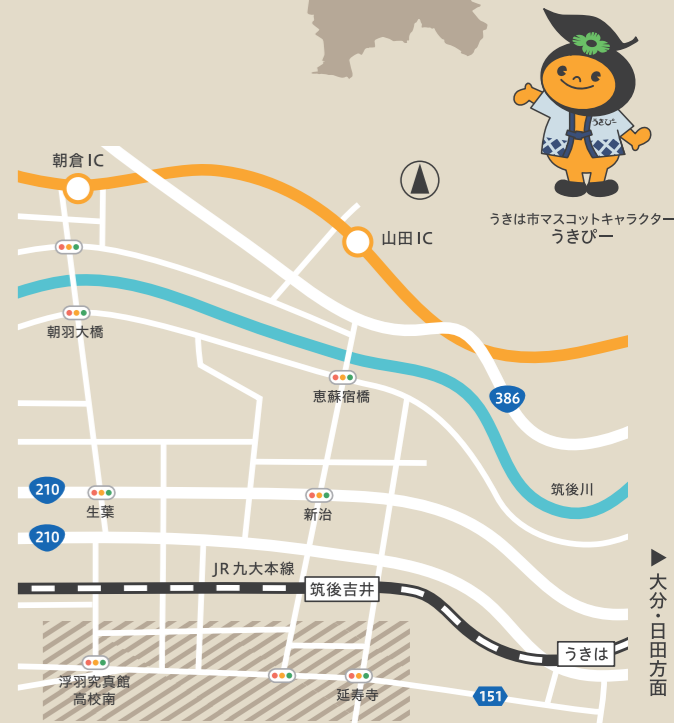 うきぴー
うきは市マスコットキャラクター
うきぴー
朝倉IC
山田IC
朝羽大橋
恵蘇宿橋
386
筑後川
210
生葉
新治
210
JR九大本線
筑後吉井
うきは
▶大分・日田方面
浮羽究真館
高校南
延寿寺
151